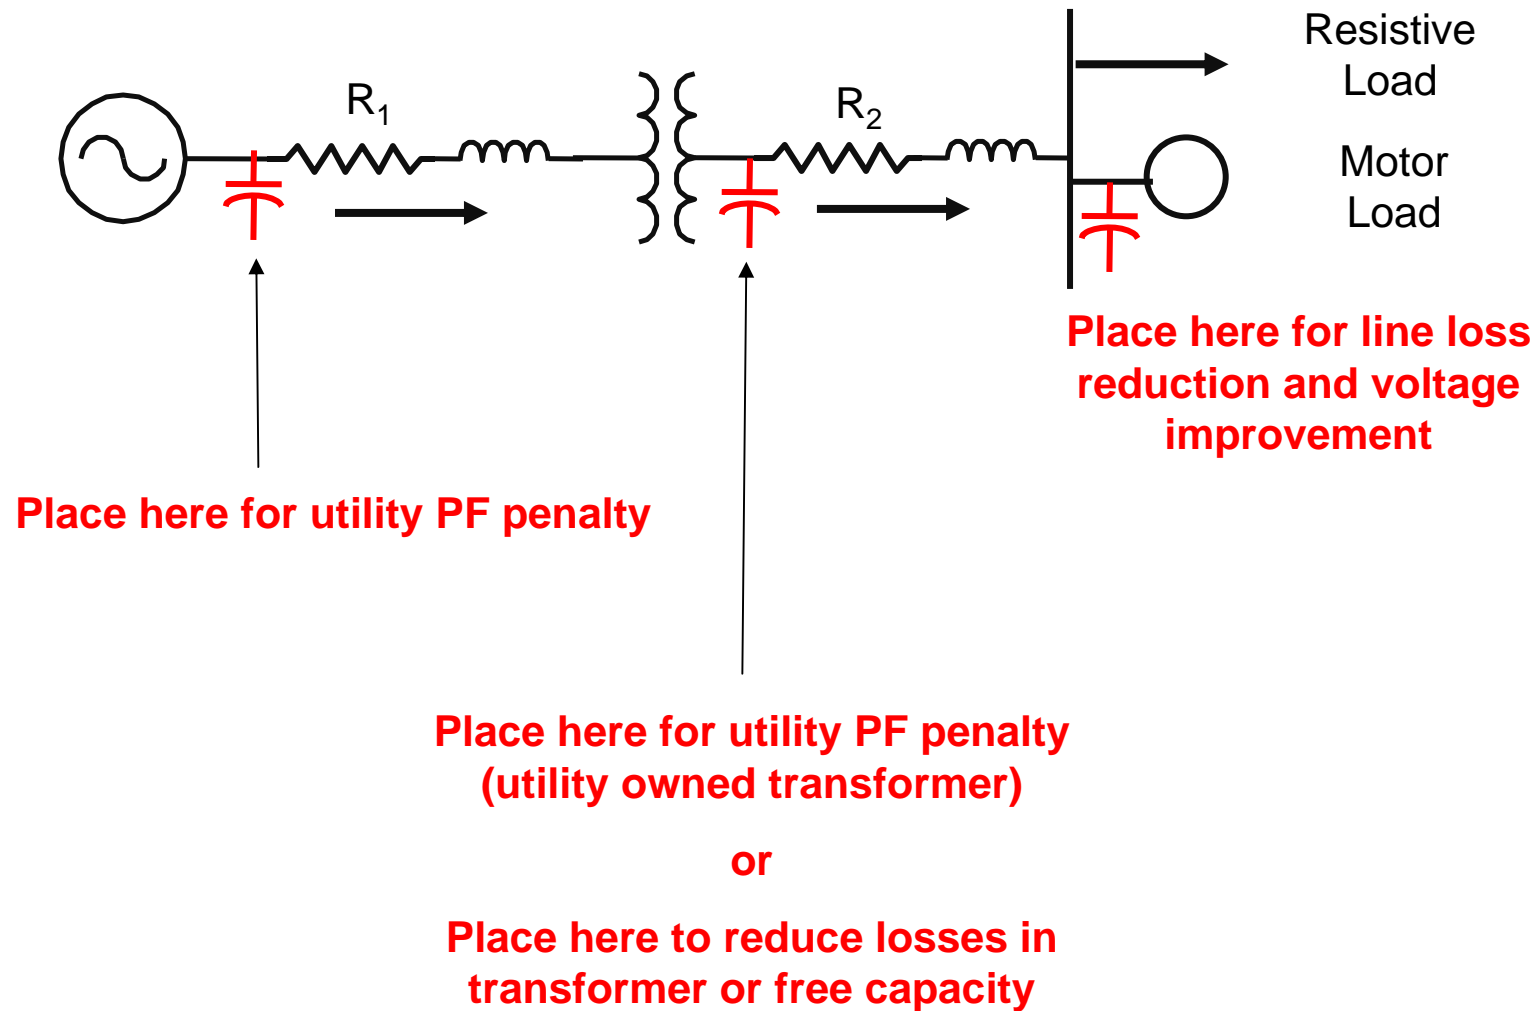 Resistive
Load
R1
R2
Motor
Load
Place here for line loss
reduction and voltage
improvement
Place here for utility PF penalty
Place here for utility PF penalty
(utility owned transformer)
or
Place here to reduce losses in
transformer or free capacity